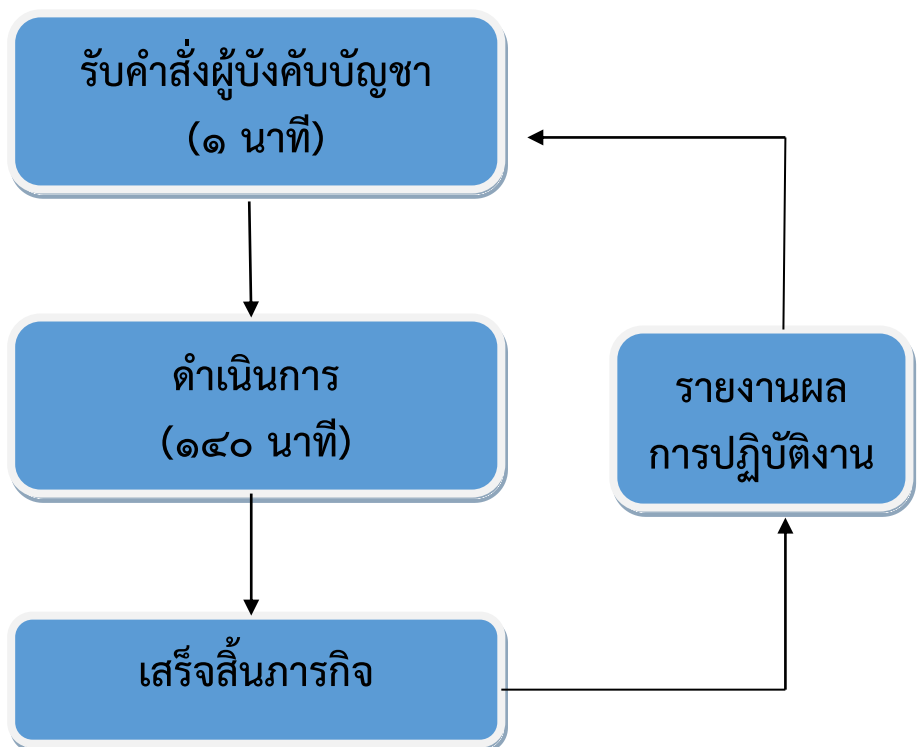 รับคำสั่งผู้บังคับบัญชา
(๑ นาที)
ดำเนินการ
(๑๔๐ นาที)
เสร็จสิ้นภารกิจ
รายงานผล
การปฏิบัติงาน